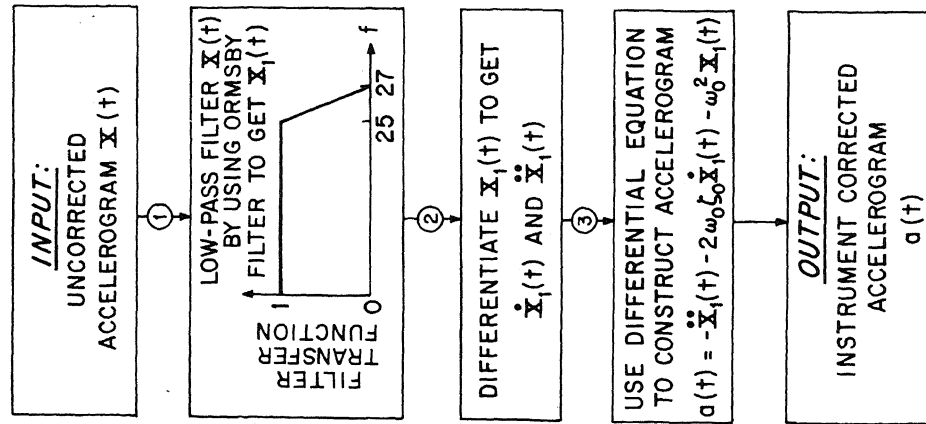 INPUT:
UNCORRECTED
ACCELEROGRAM X(t)
①
LOW-PASS FILTER X(t)
BY USING ORMSBY
FILTER TO GET X₁(t)
FILTER
TRANSFER
FUNCTION
1
0
25
27
f
②
DIFFERENTIATE X₁(t) TO GET
Ẋ₁(t) AND Ẍ₁(t)
③
USE DIFFERENTIAL EQUATION
TO CONSTRUCT ACCELEROGRAM
a(t) = -Ẍ₁(t) - 2ω₀ζ₀Ẋ₁(t) - ω₀² X₁(t)
OUTPUT:
INSTRUMENT CORRECTED
ACCELEROGRAM
a(t)